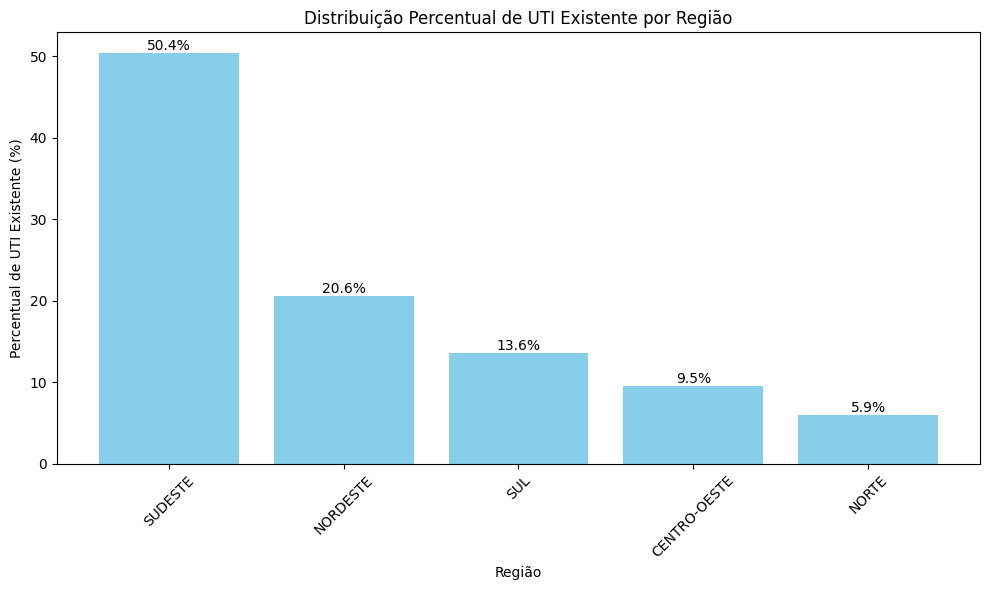 Distribuição Percentual de UTI Existente por Região
Percentual de UTI Existente (%)
50
40
30
20
10
0
50.4%
20.6%
13.6%
9.5%
5.9%
SUDESTE
NORDESTE
SUL
CENTRO-OESTE
NORTE
Região